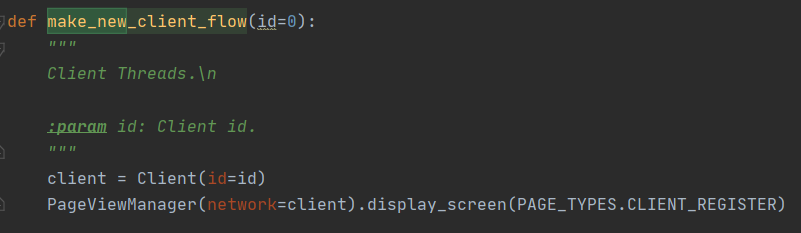 def make_new_client_flow(id=0):
    """
    Client Threads.\n

    :param id: Client id.
    """
    client = Client(id=id)
    PageViewManager(network=client).display_screen(PAGE_TYPES.CLIENT_REGISTER)